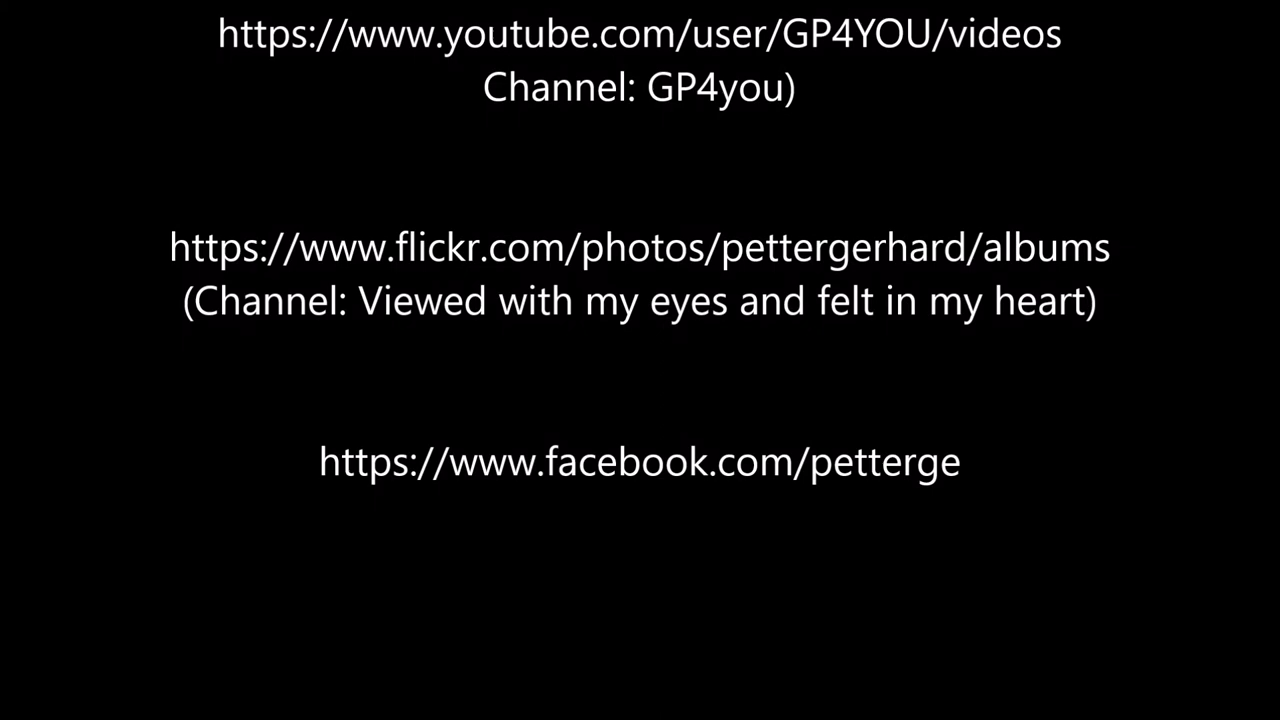 https://www.youtube.com/user/GP4YOU/videos
Channel: GP4you)
https://www.flickr.com/photos/pettergerhard/albums
(Channel: Viewed with my eyes and felt in my heart)
https://www.facebook.com/petterge